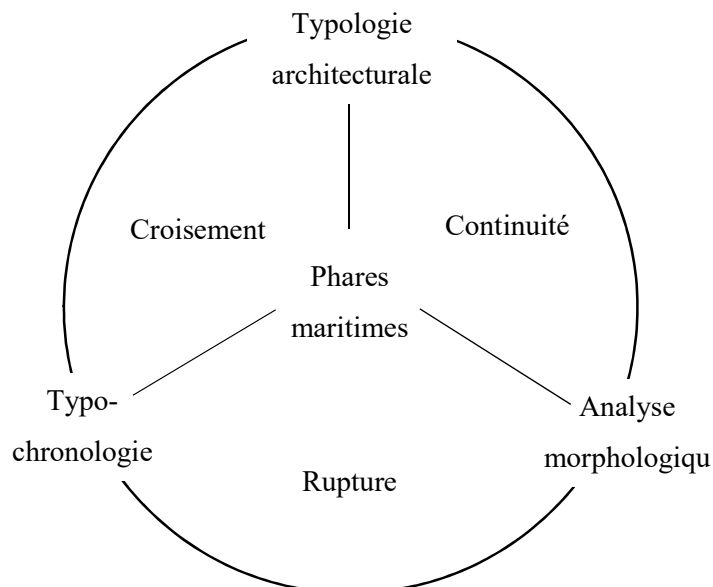 Typologie
architecturale
Croisement
Continuité
Phares
maritimes
Typo-
chronologie
Analyse
morphologiqu
Rupture